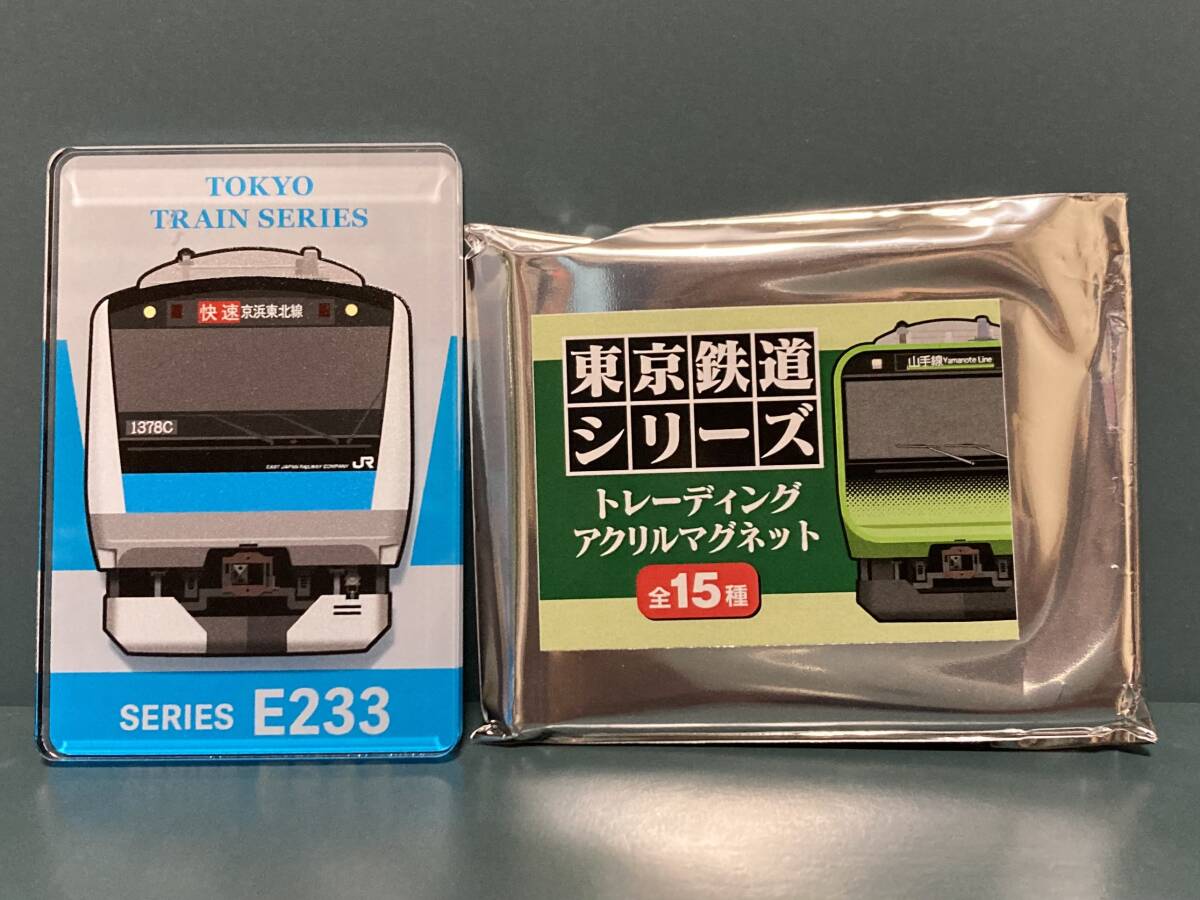 TOKYO
TRAIN SERIES
快速 京浜東北線
1378C
EAST JAPAN RAILWAY COMPANY JR
SERIES E233
東京鉄道
シリーズ
トレーディング
アクリルマグネット
全15種
山手線 Yamanote Line